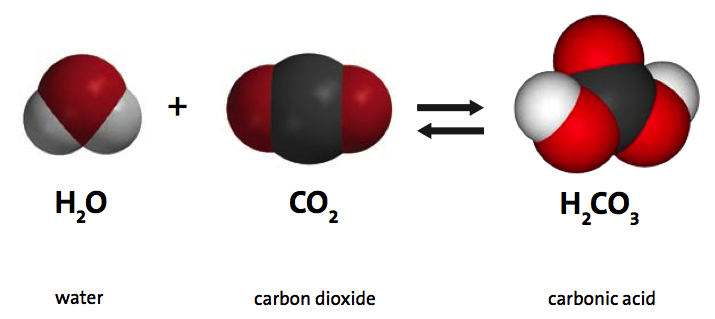 +
H₂O CO₂ H₂CO₃
water carbon dioxide carbonic acid